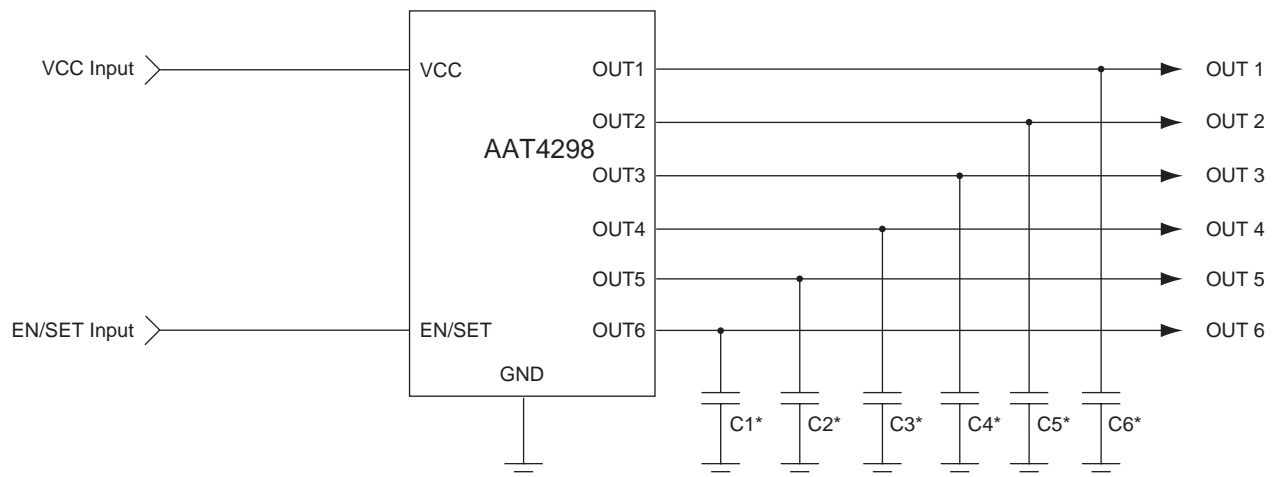 VCC Input
VCC
OUT1
OUT 1
OUT2
OUT 2
AAT4298
OUT3
OUT 3
OUT4
OUT 4
OUT5
OUT 5
EN/SET Input
EN/SET
OUT6
OUT 6
GND
C1*
C2*
C3*
C4*
C5*
C6*